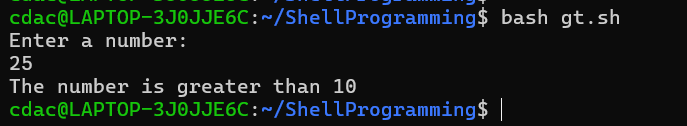 cdac@LAPTOP-3J0JJE6C:~/ShellProgramming$ bash gt.sh
Enter a number:
25
The number is greater than 10
cdac@LAPTOP-3J0JJE6C:~/ShellProgramming$